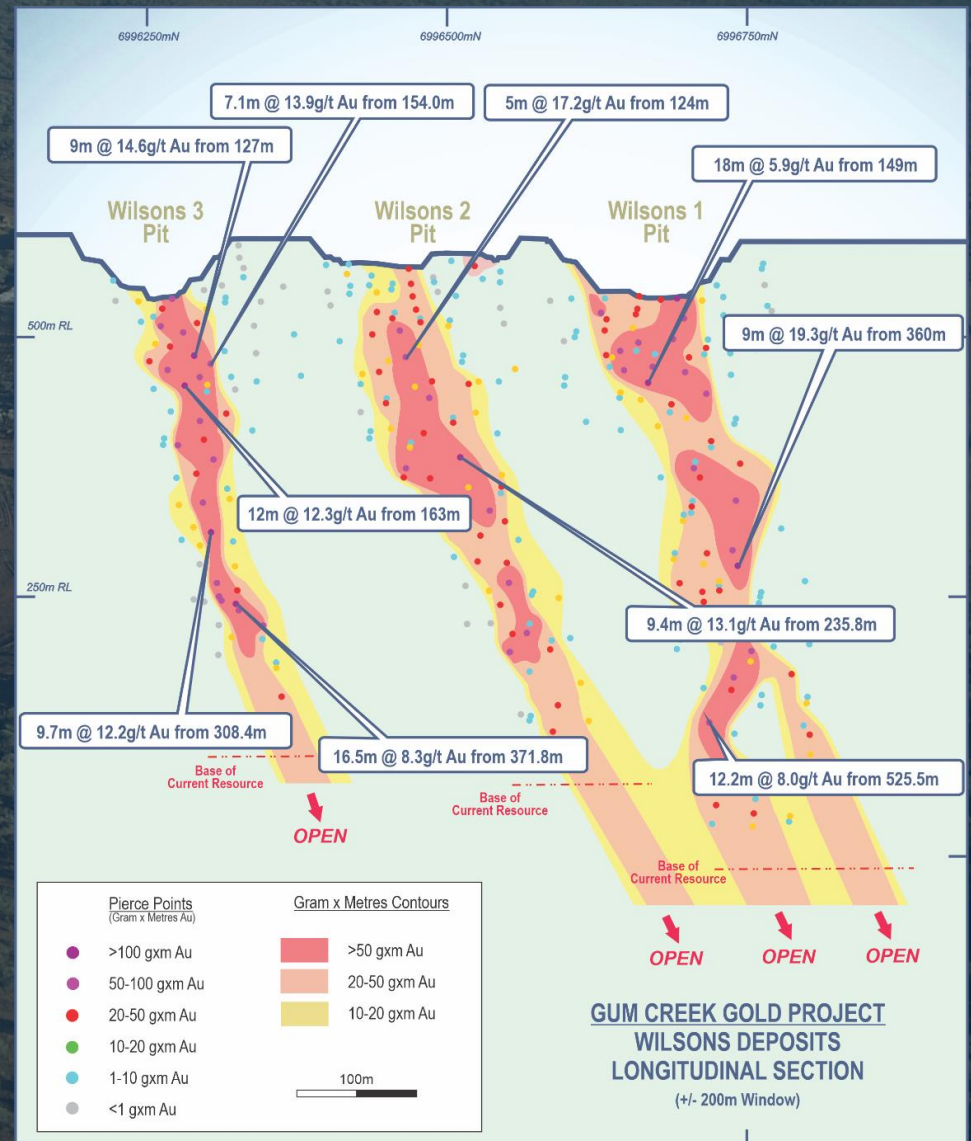 6996250mN
6996500mN
6996750mN
7.1m @ 13.9g/t Au from 154.0m
5m @ 17.2g/t Au from 124m
9m @ 14.6g/t Au from 127m
18m @ 5.9g/t Au from 149m
Wilsons 3
Pit
Wilsons 2
Pit
Wilsons 1
Pit
500m RL
9m @ 19.3g/t Au from 360m
12m @ 12.3g/t Au from 163m
250m RL
9.4m @ 13.1g/t Au from 235.8m
9.7m @ 12.2g/t Au from 308.4m
16.5m @ 8.3g/t Au from 371.8m
12.2m @ 8.0g/t Au from 525.5m
Base of
Current Resource
Base of
Current Resource
OPEN
Base of
Current Resource
OPEN
OPEN
OPEN
Pierce Points
(Gram x Metres Au)
>100 gxm Au
50-100 gxm Au
20-50 gxm Au
10-20 gxm Au
1-10 gxm Au
<1 gxm Au
Gram x Metres Contours
>50 gxm Au
20-50 gxm Au
10-20 gxm Au
100m
GUM CREEK GOLD PROJECT
WILSONS DEPOSITS
LONGITUDINAL SECTION
(+/- 200m Window)